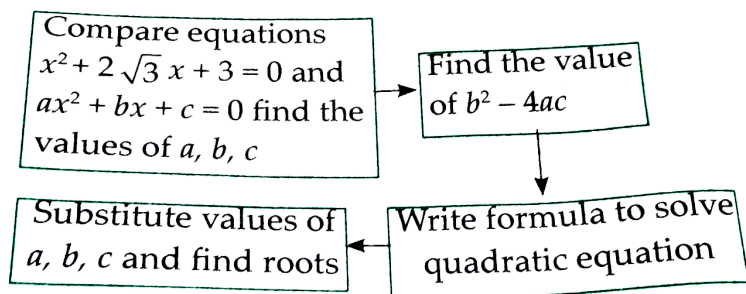 Compare equations
x² + 2 √3 x + 3 = 0 and
ax² + bx + c = 0 find the
values of a, b, c
Find the value
of b² – 4ac
Write formula to solve
quadratic equation
Substitute values of
a, b, c and find roots